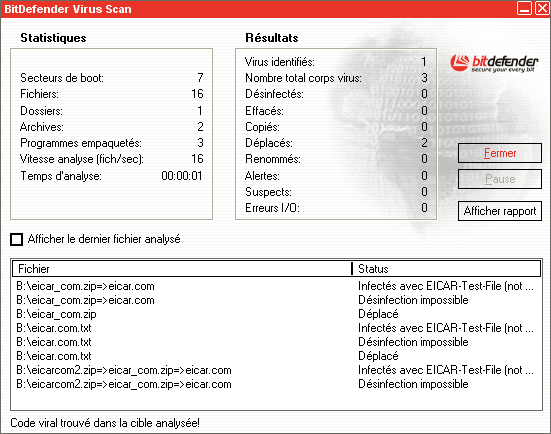 BitDefender Virus Scan
Statistiques
Secteurs de boot: 7
Fichiers: 16
Dossiers: 1
Archives: 2
Programmes empaquetés: 3
Vitesse analyse (fich/sec): 16
Temps d'analyse: 00:00:01
Résultats
Virus identifiés: 1
Nombre total corps virus: 3
Désinfectés: 0
Effacés: 0
Copiés: 0
Déplacés: 2
Renommés: 0
Alertes: 0
Suspects: 0
Erreurs I/O: 0
bitdefender
secure your every bit
Fermer
Pause
Afficher rapport
Afficher le dernier fichier analysé
Fichier Status
B:\eicar_com.zip=>eicar.com Infectés avec EICAR-Test-File (not ...
B:\eicar_com.zip=>eicar.com Désinfection impossible
B:\eicar_com.zip Déplacé
B:\eicar.com.txt Infectés avec EICAR-Test-File (not ...
B:\eicar.com.txt Désinfection impossible
B:\eicar.com.txt Déplacé
B:\eicarcom2.zip=>eicar_com.zip=>eicar.com Infectés avec EICAR-Test-File (not ...
B:\eicarcom2.zip=>eicar_com.zip=>eicar.com Désinfection impossible
Code viral trouvé dans la cible analysée!